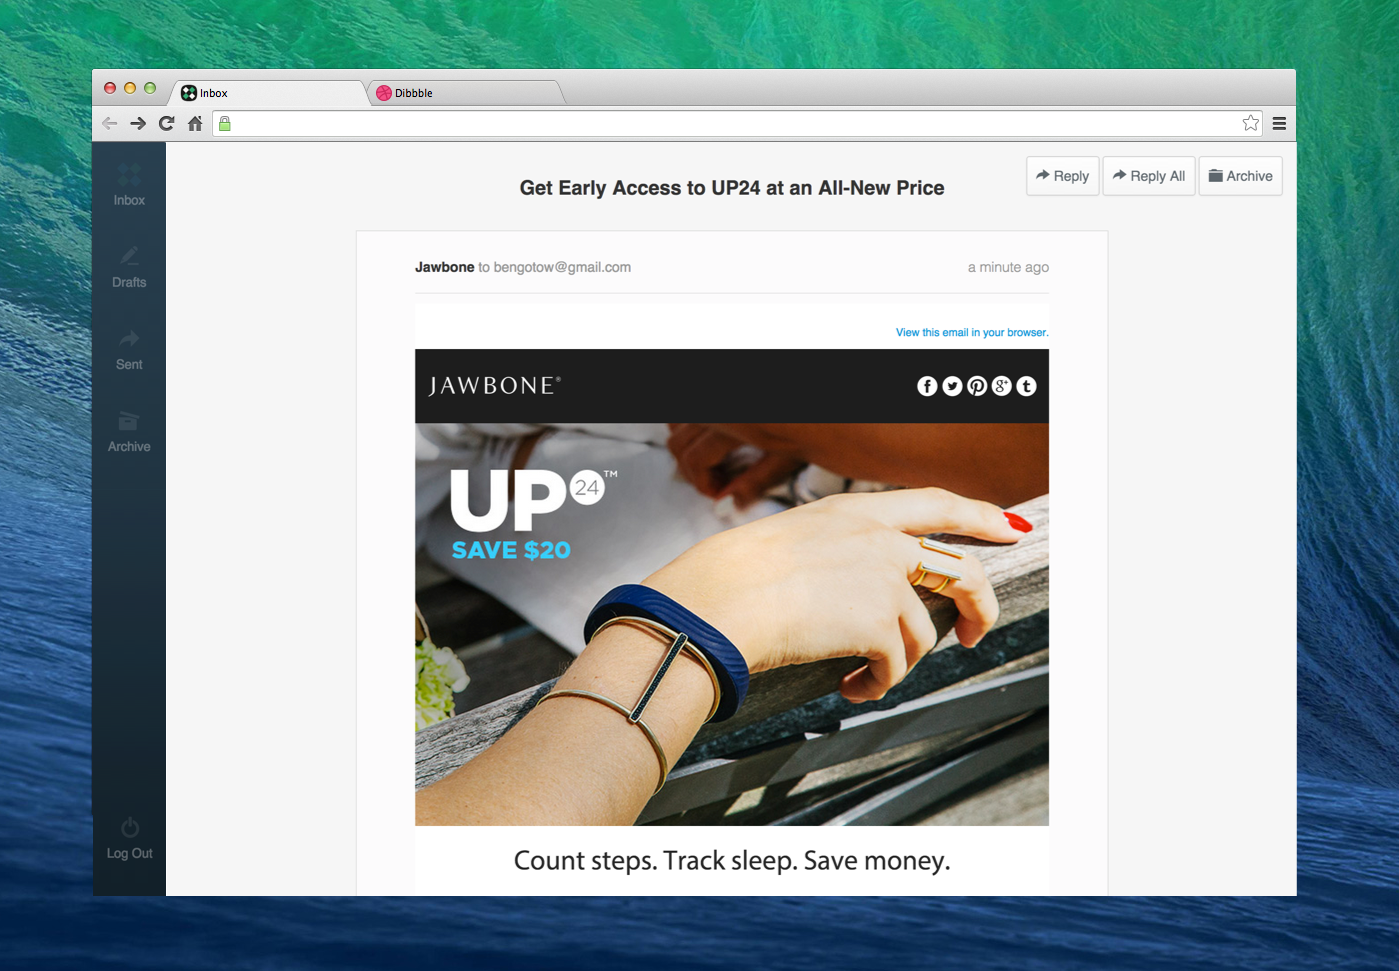 Inbox
Dibbble
Inbox
Drafts
Sent
Archive
Log Out
Get Early Access to UP24 at an All-New Price
Reply
Reply All
Archive
Jawbone to bengotow@gmail.com
a minute ago
View this email in your browser.
JAWBONE®
UP 24™
SAVE $20
Count steps. Track sleep. Save money.